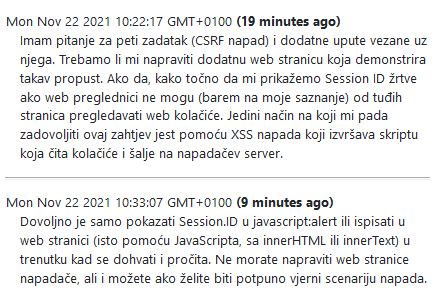 Mon Nov 22 2021 10:22:17 GMT+0100 (19 minutes ago)
Imam pitanje za peti zadatak (CSRF napad) i dodatne upute vezane uz
njega. Trebamo li mi napraviti dodatnu web stranicu koja demonstrira
takav propust. Ako da, kako točno da mi prikažemo Session ID žrtve
ako web preglednici ne mogu (barem na moje saznanje) od tuđih
stranica pregledavati web kolačiće. Jedini način na koji mi pada
zadovoljiti ovaj zahtjev jest pomoću XSS napada koji izvršava skriptu
koja čita kolačiće i šalje na napadačev server.
Mon Nov 22 2021 10:33:07 GMT+0100 (9 minutes ago)
Dovoljno je samo pokazati Session.ID u javascript:alert ili ispisati u
web stranici (isto pomoću JavaScripta, sa innerHTML ili innerText) u
trenutku kad se dohvati i pročita. Ne morate napraviti web stranice
napadače, ali i možete ako želite biti potpuno vjerni scenariju napada.